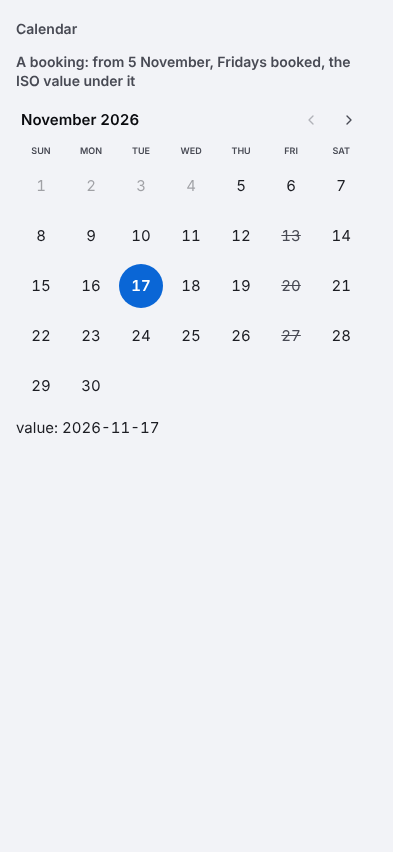 Calendar
A booking: from 5 November, Fridays booked, the
ISO value under it
November 2026
SUN MON TUE WED THU FRI SAT
1 2 3 4 5 6 7
8 9 10 11 12 13 14
15 16 17 18 19 20 21
22 23 24 25 26 27 28
29 30
value: 2026-11-17